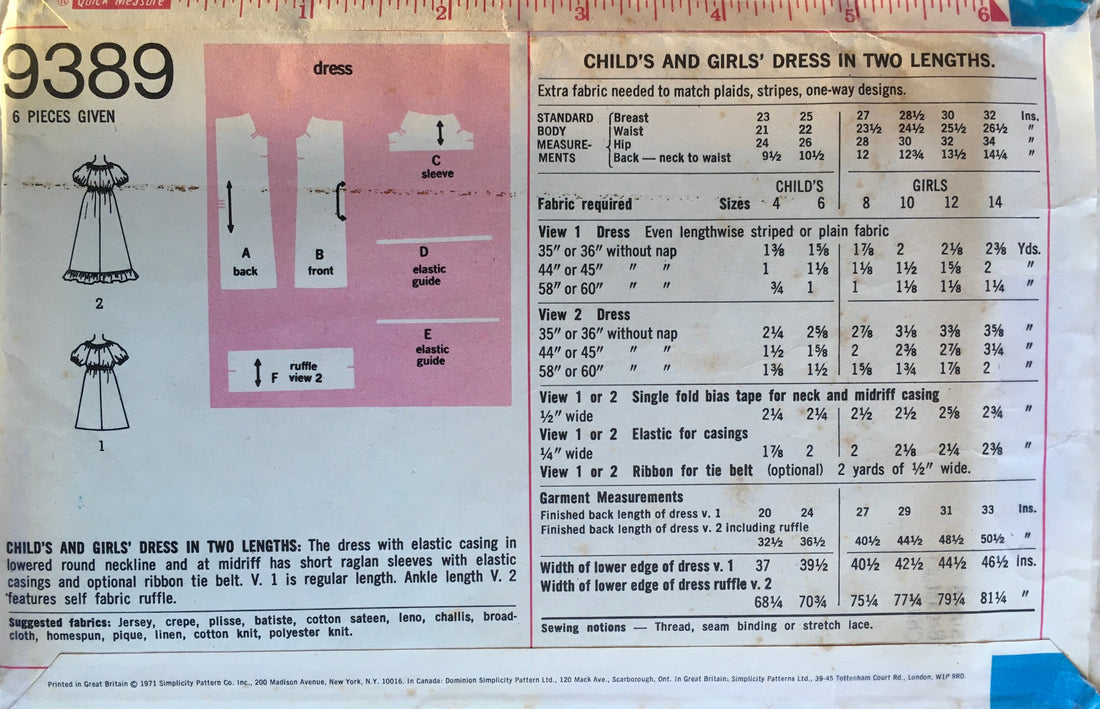 ® Quick Measure 1 2 3 4 5 6
9389
6 PIECES GIVEN
2
1
dress
A
back
B
front
C
sleeve
D
elastic
guide
E
elastic
guide
F ruffle
view 2
CHILD'S AND GIRLS' DRESS IN TWO LENGTHS: The dress with elastic casing in
lowered round neckline and at midriff has short raglan sleeves with elastic
casings and optional ribbon tie belt. V. 1 is regular length. Ankle length V. 2
features self fabric ruffle.
Suggested fabrics: Jersey, crepe, plisse, batiste, cotton sateen, leno, challis, broad-
cloth, homespun, pique, linen, cotton knit, polyester knit.
CHILD'S AND GIRLS' DRESS IN TWO LENGTHS.
Extra fabric needed to match plaids, stripes, one-way designs.
STANDARD Breast 23 25 27 28½ 30 32 Ins.
BODY Waist 21 22 23½ 24½ 25½ 26½ "
MEASURE- Hip 24 26 28 30 32 34 "
MENTS Back — neck to waist 9½ 10½ 12 12¾ 13½ 14¼ "
CHILD'S GIRLS
Fabric required Sizes 4 6 8 10 12 14
View 1 Dress Even lengthwise striped or plain fabric
35" or 36" without nap 1⅜ 1⅝ 1⅞ 2 2⅛ 2⅜ Yds.
44" or 45" " " 1 1⅛ 1⅛ 1½ 1⅝ 2 "
58" or 60" " " ¾ 1 1 1⅛ 1⅛ 1¼ "
View 2 Dress
35" or 36" without nap 2¼ 2⅝ 2⅞ 3⅛ 3⅜ 3⅝ "
44" or 45" " " 1½ 1⅝ 2 2⅜ 2⅞ 3¼ "
58" or 60" " " 1⅜ 1½ 1⅝ 1¾ 1⅞ 2 "
View 1 or 2 Single fold bias tape for neck and midriff casing
½" wide 2¼ 2¼ 2½ 2½ 2⅝ 2¾ "
View 1 or 2 Elastic for casings
¼" wide 1⅞ 2 2 2⅛ 2¼ 2⅜ "
View 1 or 2 Ribbon for tie belt (optional) 2 yards of ½" wide.
Garment Measurements
Finished back length of dress v. 1 20 24 27 29 31 33 Ins.
Finished back length of dress v. 2 including ruffle
32½ 36½ 40½ 44½ 48½ 50½ "
Width of lower edge of dress v. 1 37 39½ 40½ 42½ 44½ 46½ Ins.
Width of lower edge of dress ruffle v. 2
68¼ 70¾ 75¼ 77¼ 79¼ 81¼ "
Sewing notions — Thread, seam binding or stretch lace.
Printed in Great Britain © 1971 Simplicity Pattern Co. Inc., 200 Madison Avenue, New York, N.Y. 10016. In Canada: Dominion Simplicity Pattern Ltd., 120 Mack Ave., Scarborough, Ont. In Great Britain: Simplicity Patterns Ltd., 39-45 Tottenham Court Rd., London, W1P 9RD.